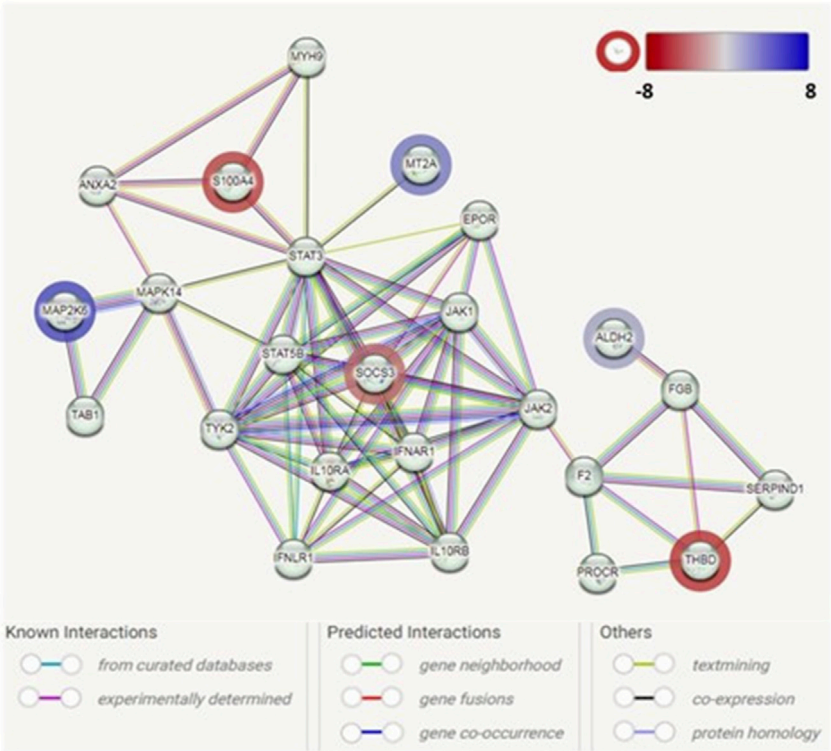 MYH9
-8 8
MT2A
ANXA2
S100A4
EPOR
STAT3
MAPK14
MAP2K6
JAK1
ALDH2
STAT5B
SOCS3
FGB
TAB1
JAK2
TYK2
IFNAR1
IL10RA
F2
SERPIND1
IFNLR1
IL10RB
PROCR
THBD
Known Interactions
from curated databases
experimentally determined
Predicted Interactions
gene neighborhood
gene fusions
gene co-occurrence
Others
textmining
co-expression
protein homology